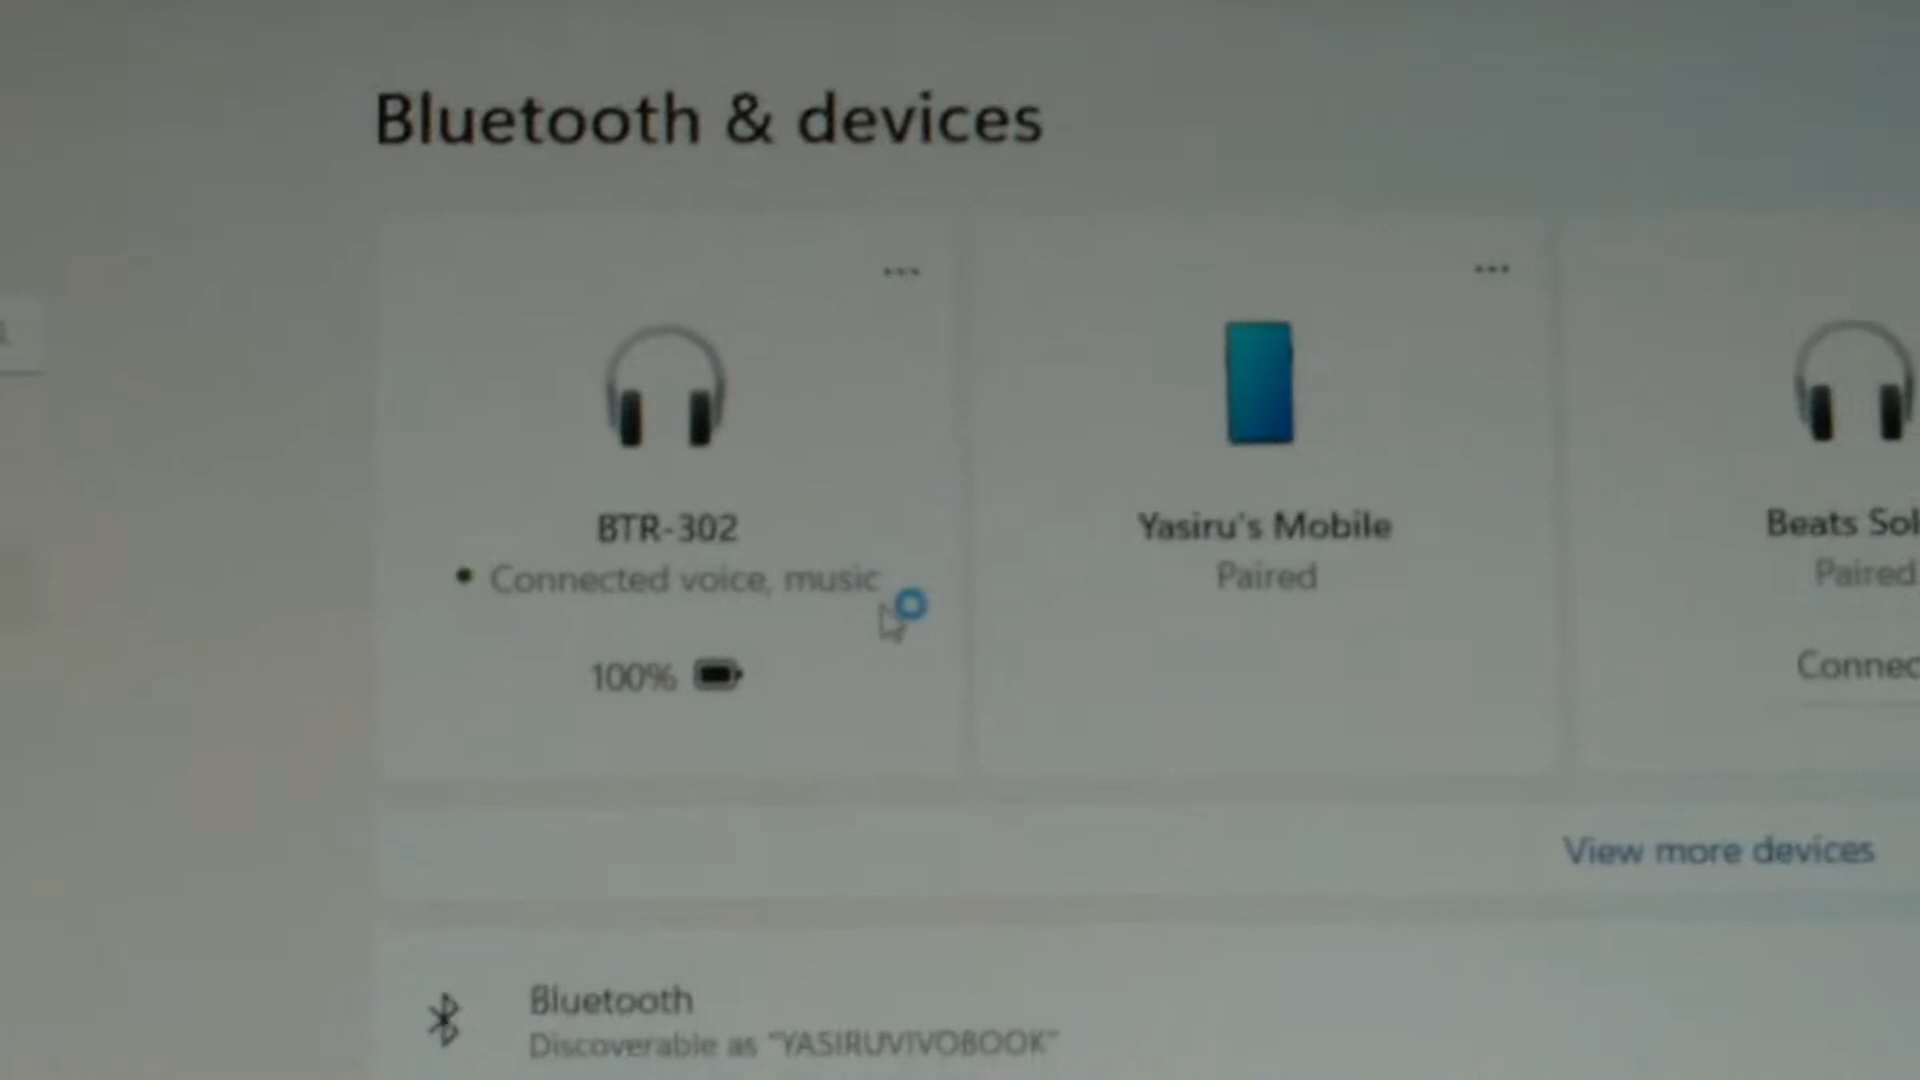 Bluetooth & devices
BTR-302
Connected voice, music
100%
Yasiru's Mobile
Paired
Beats Sol
Paired
Connec
View more devices
Bluetooth
Discoverable as "YASIRUVIVOBOOK"